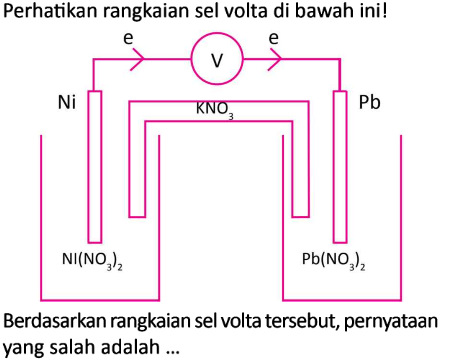 Perhatikan rangkaian sel volta di bawah ini!
e
e
V
Ni
Pb
KNO₃
NI(NO₃)₂
Pb(NO₃)₂
Berdasarkan rangkaian sel volta tersebut, pernyataan
yang salah adalah ...